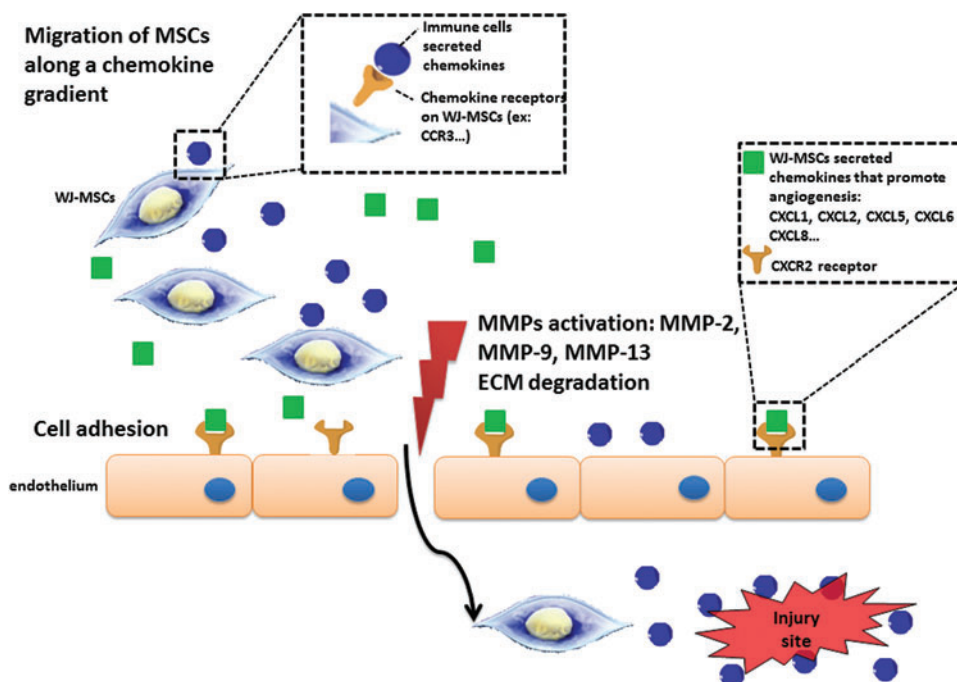 Migration of MSCs
along a chemokine
gradient
Immune cells
secreted
chemokines
Chemokine receptors
on WJ-MSCs (ex:
CCR3...)
WJ-MSCs
WJ-MSCs secreted
chemokines that promote
angiogenesis:
CXCL1, CXCL2, CXCL5, CXCL6
CXCL8...
CXCR2 receptor
MMPs activation: MMP-2,
MMP-9, MMP-13
ECM degradation
Cell adhesion
endothelium
Injury
site